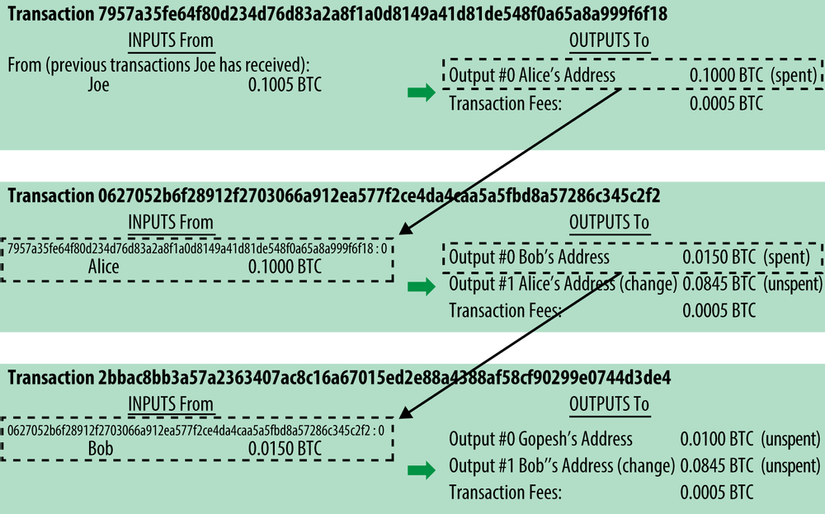 Transaction 7957a35fe64f80d234d76d83a2a8f1a0d8149a41d81de548f0a65a8a999f6f18
INPUTS From
OUTPUTS To
From (previous transactions Joe has received):
Joe 0.1005 BTC
Output #0 Alice's Address 0.1000 BTC (spent)
Transaction Fees: 0.0005 BTC
Transaction 0627052b6f28912f2703066a912ea577f2ce4da4caa5a5fbd8a57286c345c2f2
INPUTS From
OUTPUTS To
7957a35fe64f80d234d76d83a2a8f1a0d8149a41d81de548f0a65a8a999f6f18 : 0
Alice 0.1000 BTC
Output #0 Bob's Address 0.0150 BTC (spent)
Output #1 Alice's Address (change) 0.0845 BTC (unspent)
Transaction Fees: 0.0005 BTC
Transaction 2bbac8bb3a57a2363407ac8c16a67015ed2e88a4388af58cf90299e0744d3de4
INPUTS From
OUTPUTS To
0627052b6f28912f2703066a912ea577f2ce4da4caa5a5fbd8a57286c345c2f2 : 0
Bob 0.0150 BTC
Output #0 Gopesh's Address 0.0100 BTC (unspent)
Output #1 Bob"s Address (change) 0.0845 BTC (unspent)
Transaction Fees: 0.0005 BTC